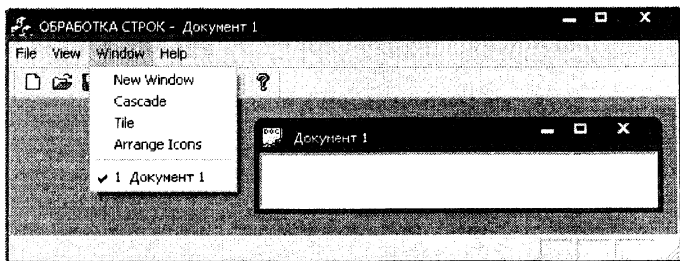 ОБРАБОТКА СТРОК - Документ 1
File View Window Help
New Window
Cascade
Tile
Arrange Icons
✓ 1 Документ 1
DOC
Документ 1